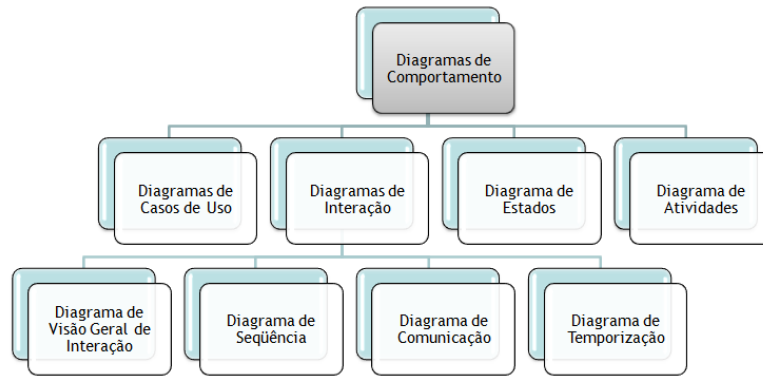 Diagramas de
Comportamento
Diagramas de
Casos de Uso
Diagramas de
Interação
Diagrama de
Estados
Diagrama de
Atividades
Diagrama de
Visão Geral de
Interação
Diagrama de
Seqüência
Diagrama de
Comunicação
Diagrama de
Temporização